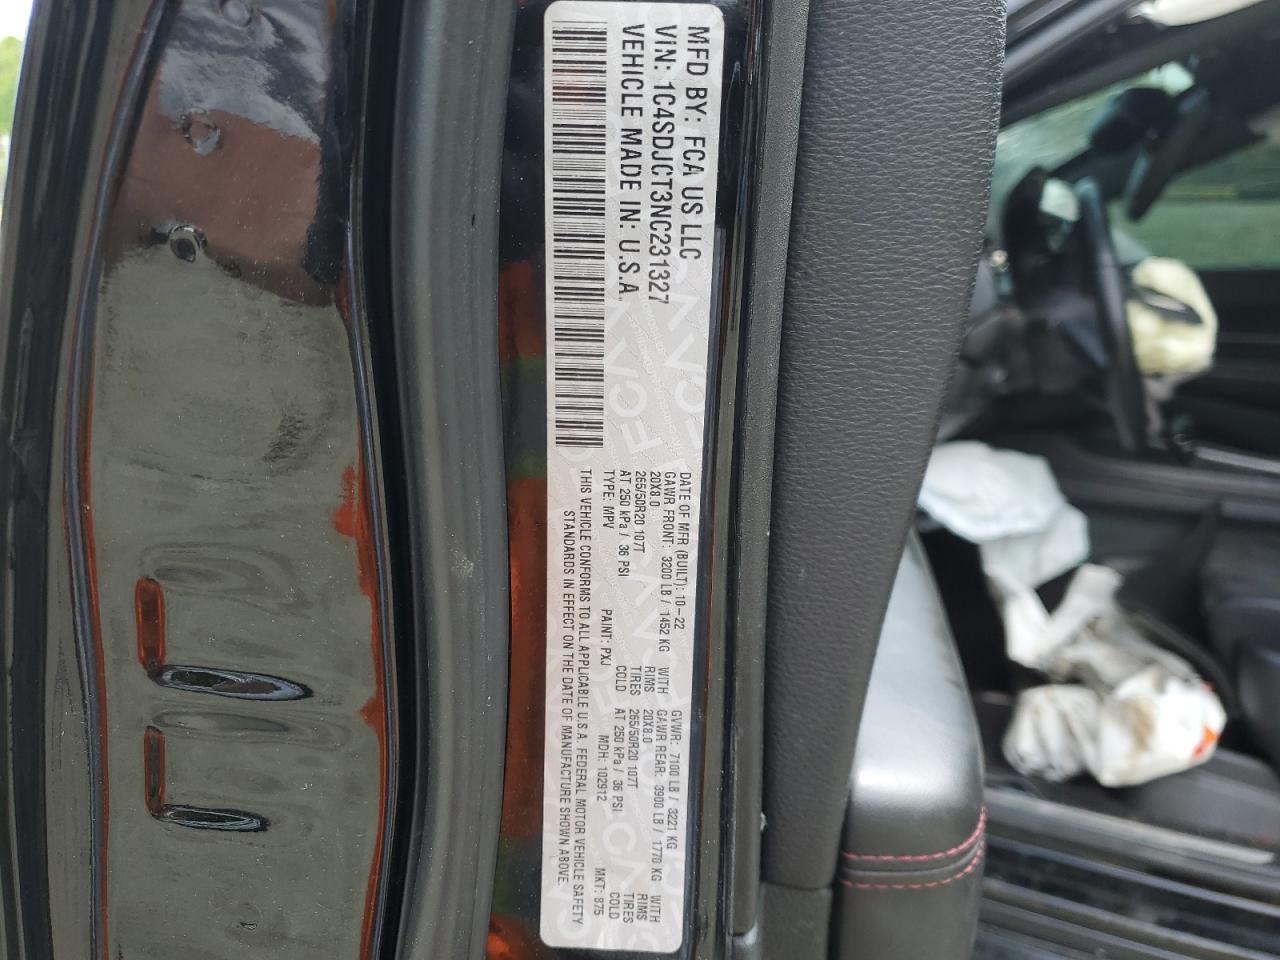 MFD BY: FCA US LLC
VIN: 1C4SDJCT3NC231327
VEHICLE MADE IN: U.S.A.
DATE OF MFR (BUILT): 10-22
GVWR: 7100 LB / 3221 KG
GAWR FRONT: 3200 LB / 1452 KG WITH
GAWR REAR: 3900 LB / 1770 KG WITH
20X8.0 RIMS
20X8.0 RIMS
265/50R20 107T TIRES
265/50R20 107T TIRES
AT 250 kPa / 36 PSI COLD
AT 250 kPa / 36 PSI COLD
TYPE: MPV PAINT: PXJ MDH: 102912 MKT: 875
THIS VEHICLE CONFORMS TO ALL APPLICABLE U.S.A. FEDERAL MOTOR VEHICLE SAFETY
STANDARDS IN EFFECT ON THE DATE OF MANUFACTURE SHOWN ABOVE.